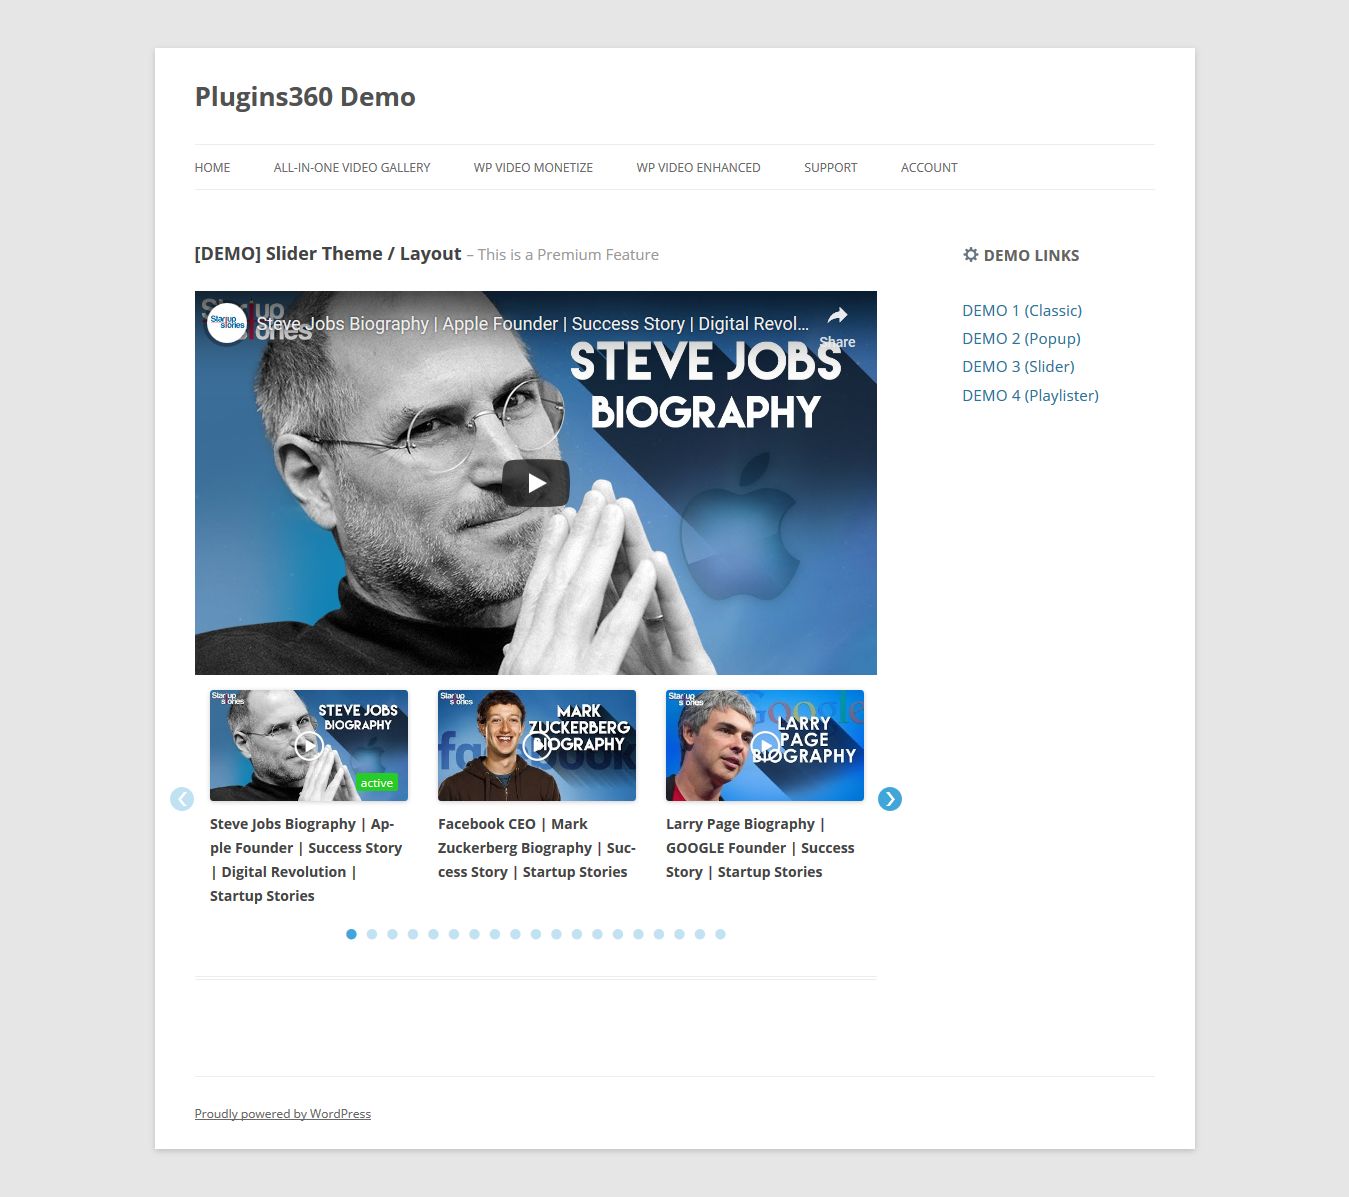 Plugins360 Demo
HOME
ALL-IN-ONE VIDEO GALLERY
WP VIDEO MONETIZE
WP VIDEO ENHANCED
SUPPORT
ACCOUNT
[DEMO] Slider Theme / Layout – This is a Premium Feature
Startup
stories
Steve Jobs Biography | Apple Founder | Success Story | Digital Revol...
Share
STEVE JOBS
BIOGRAPHY
Startup
stories
STEVE JOBS
BIOGRAPHY
active
Startup
stories
facebook
MARK
ZUCKERBERG
BIOGRAPHY
Startup
stories
Google
LARRY
PAGE
BIOGRAPHY
Steve Jobs Biography | Ap-
ple Founder | Success Story
| Digital Revolution |
Startup Stories
Facebook CEO | Mark
Zuckerberg Biography | Suc-
cess Story | Startup Stories
Larry Page Biography |
GOOGLE Founder | Success
Story | Startup Stories
DEMO LINKS
DEMO 1 (Classic)
DEMO 2 (Popup)
DEMO 3 (Slider)
DEMO 4 (Playlister)
Proudly powered by WordPress